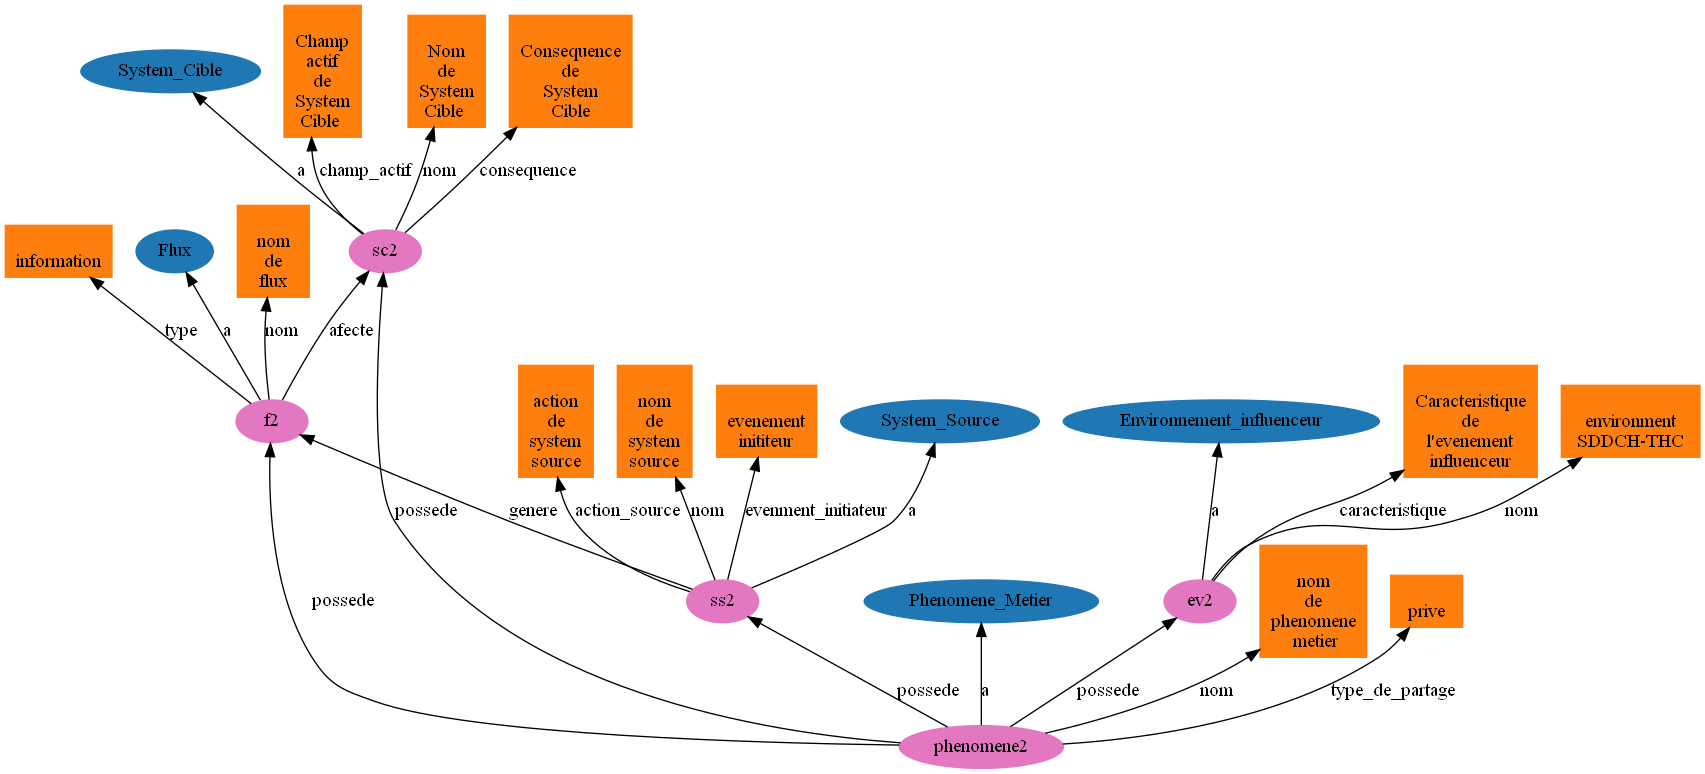 Champ
actif
de
System
Cible
Nom
de
System
Cible
Consequence
de
System
Cible
System_Cible
a
champ_actif
nom
consequence
information
Flux
nom
de
flux
sc2
type
a
nom
afecte
action
de
system
source
nom
de
system
source
evenement
inititeur
System_Source
Environnement_influenceur
Caracteristique
de
l'evenement
influenceur
environment
SDDCH-THC
f2
possede
genere
action_source
nom
evenment_initiateur
a
a
caracteristique
nom
possede
ss2
Phenomene_Metier
ev2
nom
de
phenomene
metier
prive
possede
a
possede
nom
type_de_partage
phenomene2